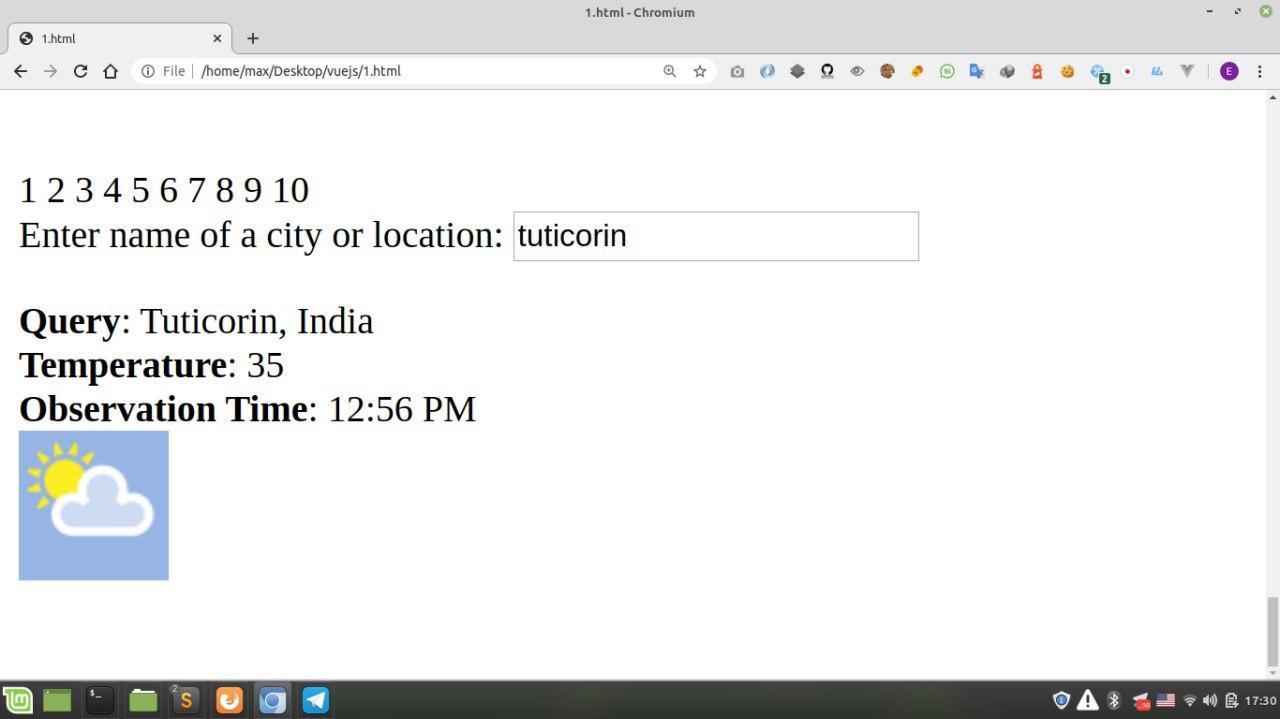 1.html - Chromium
1.html
File /home/max/Desktop/vuejs/1.html
2
E
1 2 3 4 5 6 7 8 9 10
Enter name of a city or location: tuticorin
Query: Tuticorin, India
Temperature: 35
Observation Time: 12:56 PM
2
S
17:30